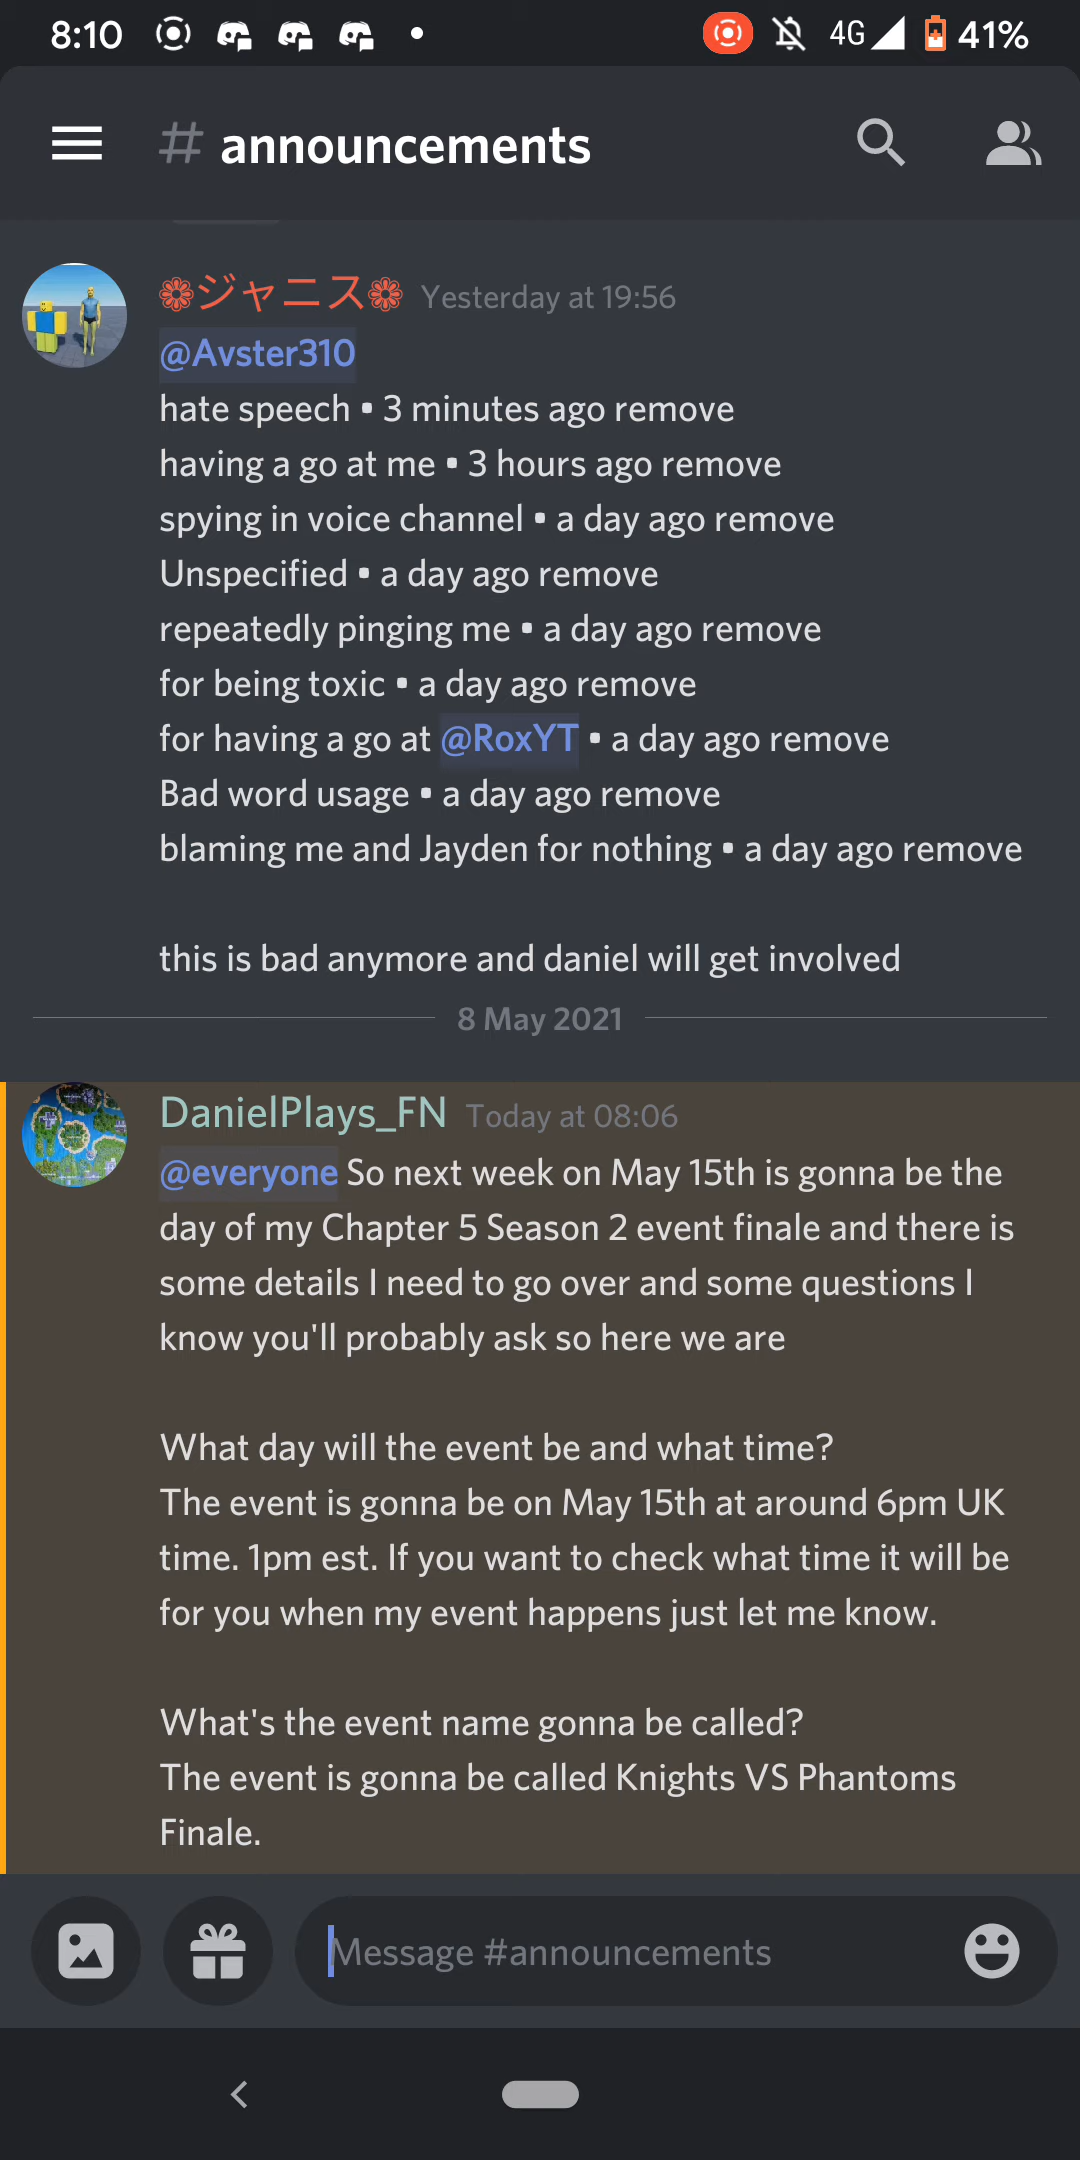 8:10
4G
41%
# announcements
❁ジャニス❁ Yesterday at 19:56
@Avster310
hate speech • 3 minutes ago remove
having a go at me • 3 hours ago remove
spying in voice channel • a day ago remove
Unspecified • a day ago remove
repeatedly pinging me • a day ago remove
for being toxic • a day ago remove
for having a go at @RoxYT • a day ago remove
Bad word usage • a day ago remove
blaming me and Jayden for nothing • a day ago remove
this is bad anymore and daniel will get involved
8 May 2021
DanielPlays_FN Today at 08:06
@everyone So next week on May 15th is gonna be the
day of my Chapter 5 Season 2 event finale and there is
some details I need to go over and some questions I
know you'll probably ask so here we are
What day will the event be and what time?
The event is gonna be on May 15th at around 6pm UK
time. 1pm est. If you want to check what time it will be
for you when my event happens just let me know.
What's the event name gonna be called?
The event is gonna be called Knights VS Phantoms
Finale.
Message #announcements